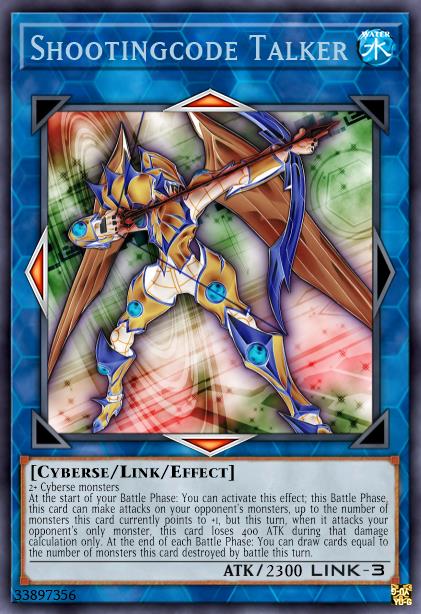 Shootingcode Talker
WATER
水
[Cyberse/Link/Effect]
2+ Cyberse monsters
At the start of your Battle Phase: You can activate this effect; this Battle Phase,
this card can make attacks on your opponent's monsters, up to the number of
monsters this card currently points to +1, but this turn, when it attacks your
opponent's only monster, this card loses 400 ATK during that damage
calculation only. At the end of each Battle Phase: You can draw cards equal to
the number of monsters this card destroyed by battle this turn.
ATK/2300 LINK-3
33897356